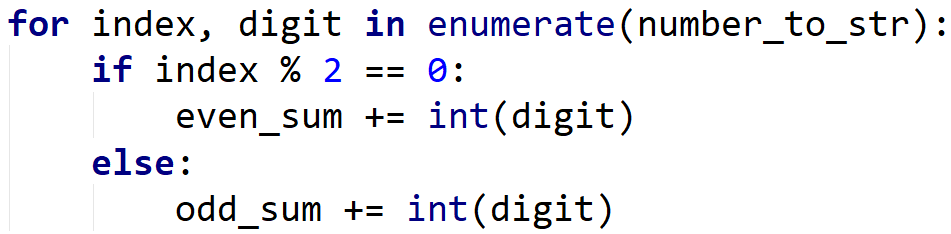 for index, digit in enumerate(number_to_str):
    if index % 2 == 0:
        even_sum += int(digit)
    else:
        odd_sum += int(digit)